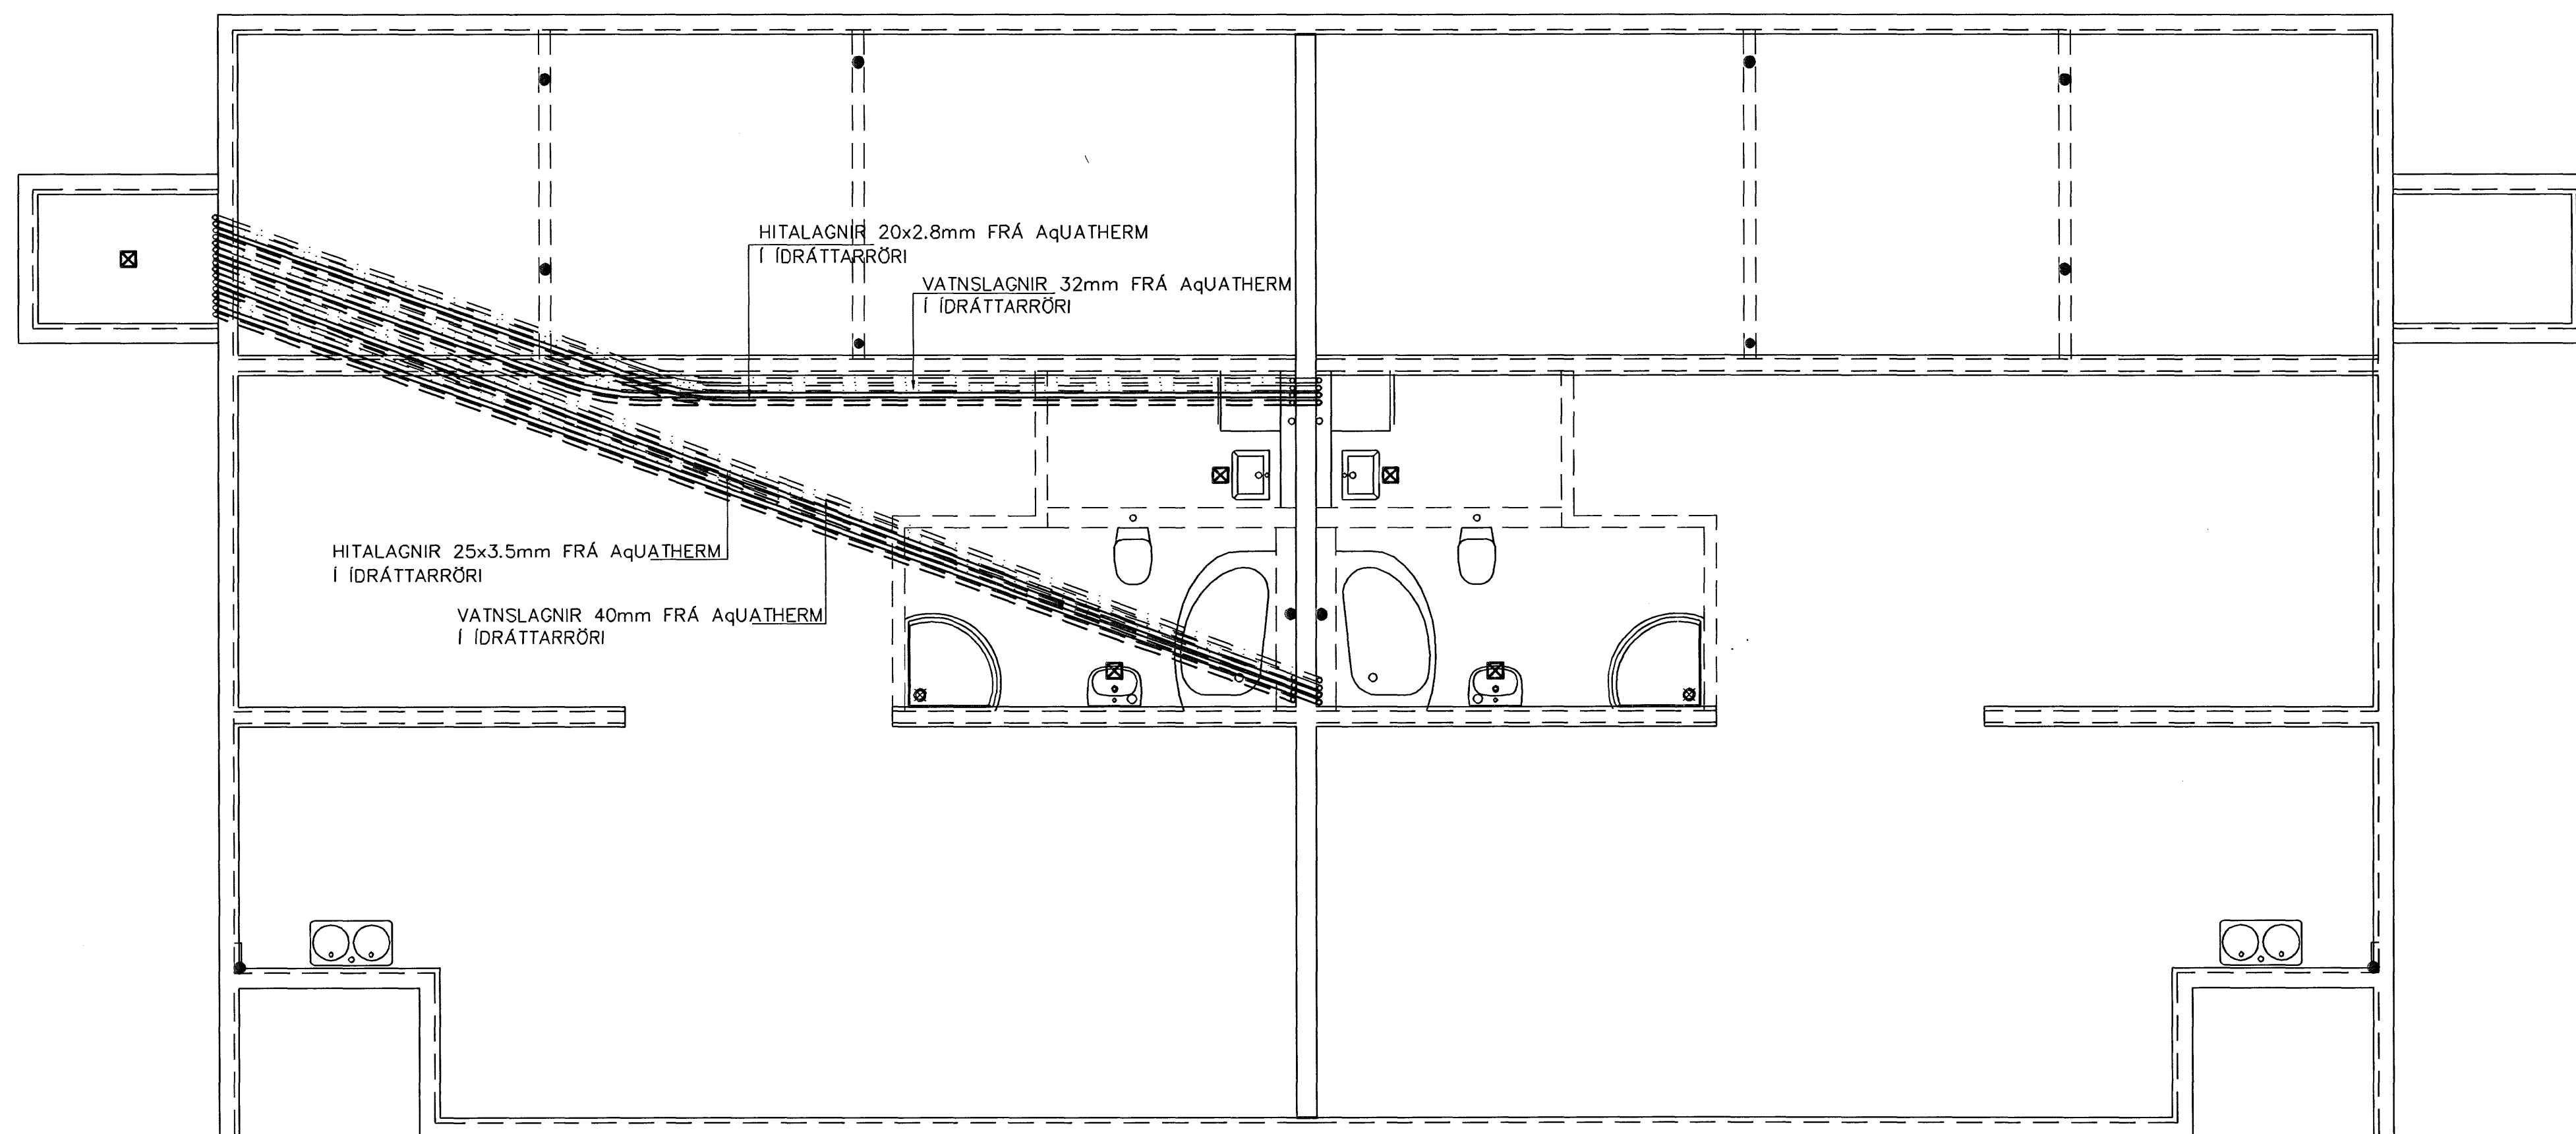 HITALAGNIR 20x2.8mm FRÁ AqUATHERM
Í ÍDRÁTTARRÖRI
VATNSLAGNIR 32mm FRÁ AqUATHERM
Í ÍDRÁTTARRÖRI
HITALAGNIR 25x3.5mm FRÁ AqUATHERM
Í ÍDRÁTTARRÖRI
VATNSLAGNIR 40mm FRÁ AqUATHERM
Í ÍDRÁTTARRÖRI